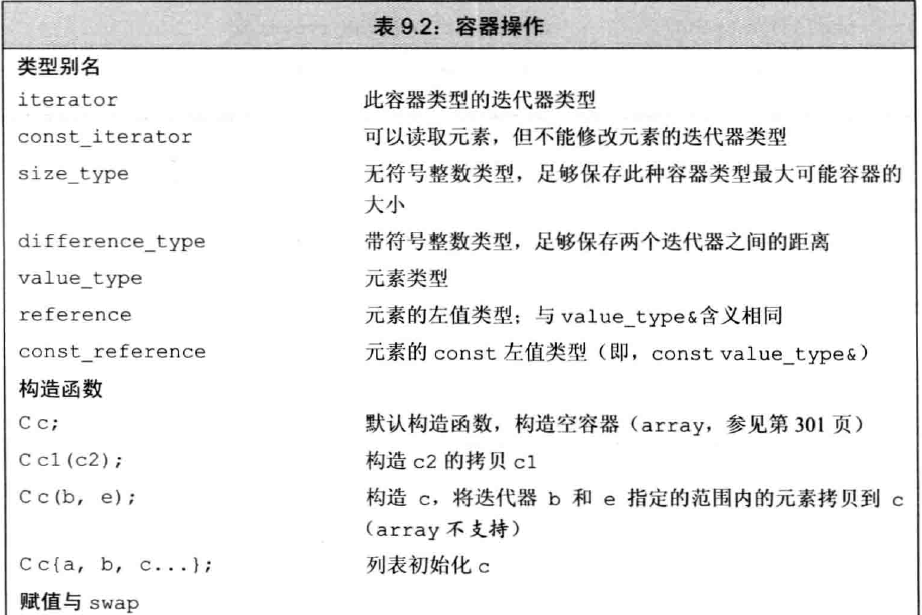 表 9.2：容器操作
类型别名
iterator 此容器类型的迭代器类型
const_iterator 可以读取元素，但不能修改元素的迭代器类型
size_type 无符号整数类型，足够保存此种容器类型最大可能容器的
大小
difference_type 带符号整数类型，足够保存两个迭代器之间的距离
value_type 元素类型
reference 元素的左值类型；与 value_type&含义相同
const_reference 元素的 const 左值类型（即，const value_type&）
构造函数
C c; 默认构造函数，构造空容器（array，参见第 301 页）
C c1(c2); 构造 c2 的拷贝 c1
C c(b, e); 构造 c，将迭代器 b 和 e 指定的范围内的元素拷贝到 c
（array 不支持）
C c{a, b, c...}; 列表初始化 c
赋值与 swap